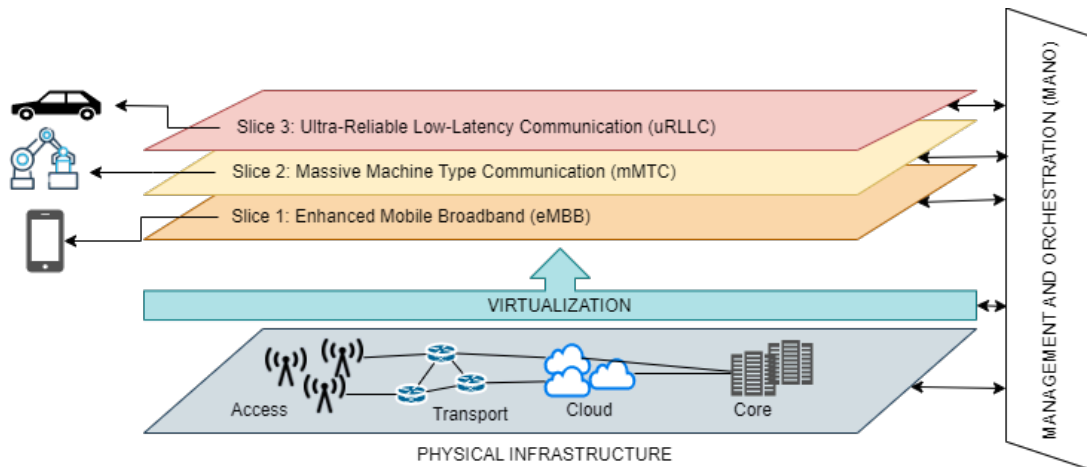 Slice 3: Ultra-Reliable Low-Latency Communication (uRLLC)
Slice 2: Massive Machine Type Communication (mMTC)
Slice 1: Enhanced Mobile Broadband (eMBB)
VIRTUALIZATION
Access
Transport
Cloud
Core
PHYSICAL INFRASTRUCTURE
MANAGEMENT AND ORCHESTRATION (MANO)